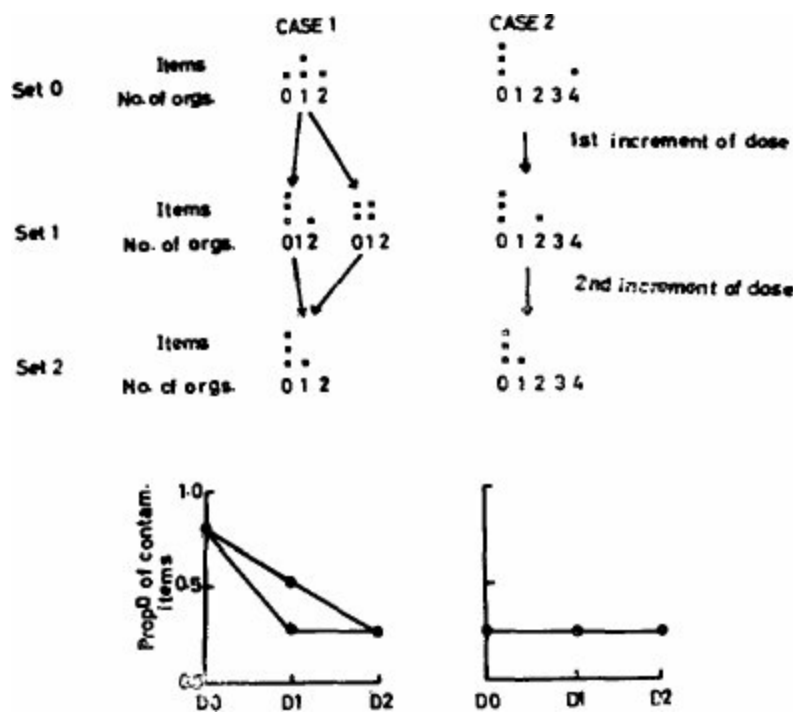 CASE 1 CASE 2
Items
Set 0 No. of orgs. 0 1 2 0 1 2 3 4
1st increment of dose
Items
Set 1 No. of orgs. 0 1 2 0 1 2 0 1 2 3 4
2nd increment of dose
Items
Set 2 No. of orgs. 0 1 2 0 1 2 3 4
PropD of contam.
items
1.0
0.5
0.0
D0 D1 D2 D0 D1 D2